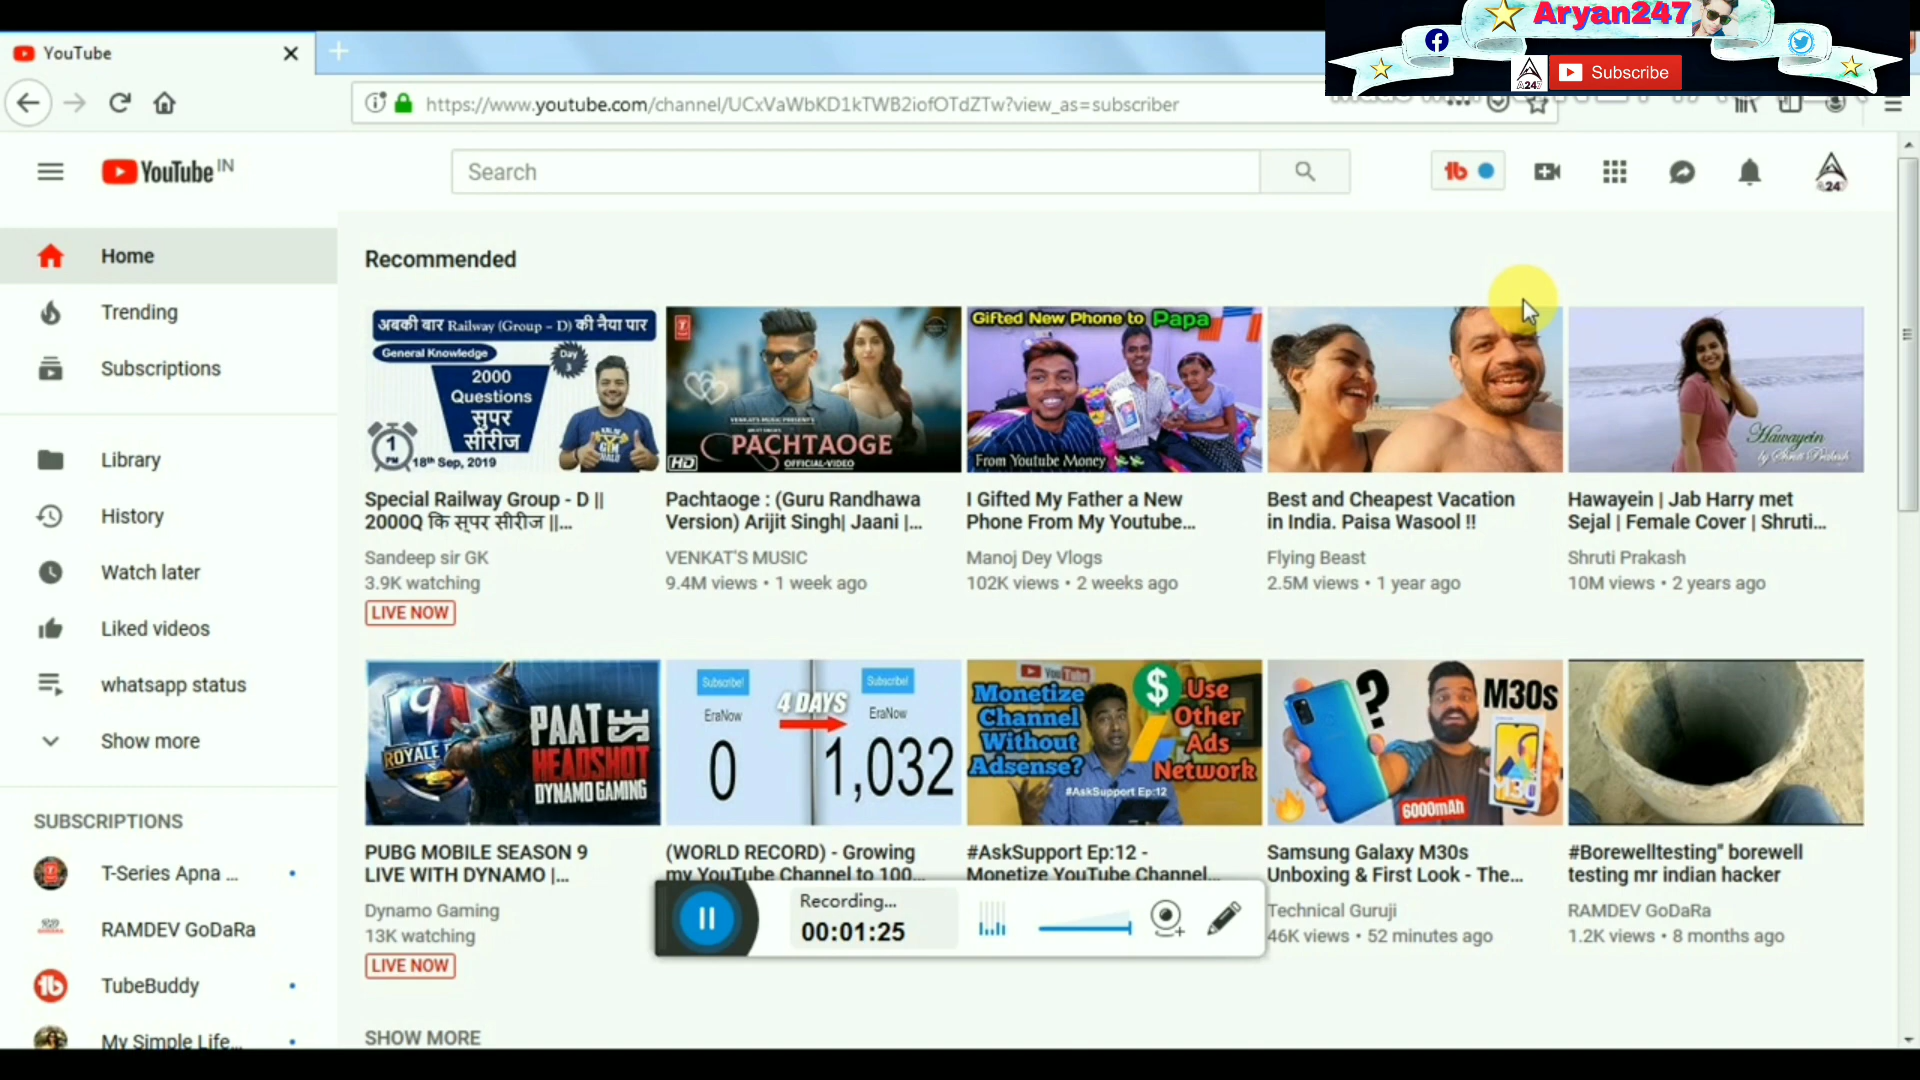 Aryan247
A247
Subscribe
YouTube
https://www.youtube.com/channel/UCxVaWbKD1kTWB2iofOTdZTw?view_as=subscriber
YouTube IN
Search
Home
Trending
Subscriptions
Library
History
Watch later
Liked videos
whatsapp status
Show more
SUBSCRIPTIONS
T-Series Apna ...
RAMDEV GoDaRa
TubeBuddy
My Simple Life...
Recommended
अबकी बार Railway (Group - D) की नैया पार
General Knowledge
Day
3
2000
Questions
सुपर
सीरीज
1
PM
18th Sep, 2019
PACHTAOGE
OFFICIAL VIDEO
HD
Gifted New Phone to Papa
From Youtube Money
Hawayein
by Shruti Prakash
Special Railway Group - D ||
2000Q कि सुपर सीरीज ||...
Sandeep sir GK
3.9K watching
LIVE NOW
Pachtaoge : (Guru Randhawa
Version) Arijit Singh| Jaani |...
VENKAT'S MUSIC
9.4M views • 1 week ago
I Gifted My Father a New
Phone From My Youtube...
Manoj Dey Vlogs
102K views • 2 weeks ago
Best and Cheapest Vacation
in India. Paisa Wasool !!
Flying Beast
2.5M views • 1 year ago
Hawayein | Jab Harry met
Sejal | Female Cover | Shruti...
Shruti Prakash
10M views • 2 years ago
9
ROYALE
PAAT SE
HEADSHOT
DYNAMO GAMING
Subscribe!
EraNow
0
4 DAYS
Subscribe!
EraNow
1,032
YouTube
Monetize
Channel
Without
Adsense?
$
Use
Other
Ads
Network
#AskSupport Ep:12
?
M30s
6000mAh
PUBG MOBILE SEASON 9
LIVE WITH DYNAMO |...
Dynamo Gaming
13K watching
LIVE NOW
(WORLD RECORD) - Growing
my YouTube Channel to 100...
#AskSupport Ep:12 -
Monetize YouTube Channel...
Samsung Galaxy M30s
Unboxing & First Look - The...
Technical Guruji
46K views • 52 minutes ago
#Borewelltesting" borewell
testing mr indian hacker
RAMDEV GoDaRa
1.2K views • 8 months ago
Recording...
00:01:25
SHOW MORE